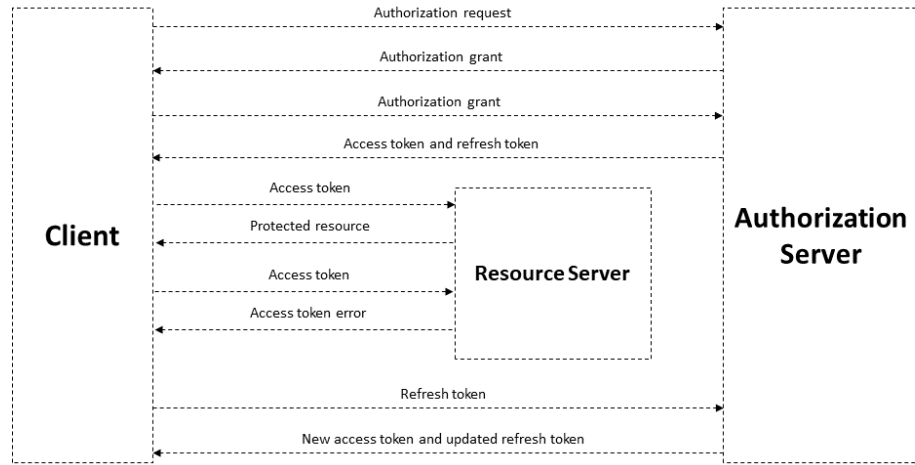 Authorization request
Authorization grant
Authorization grant
Access token and refresh token
Access token
Protected resource
Client
Authorization
Server
Resource Server
Access token
Access token error
Refresh token
New access token and updated refresh token